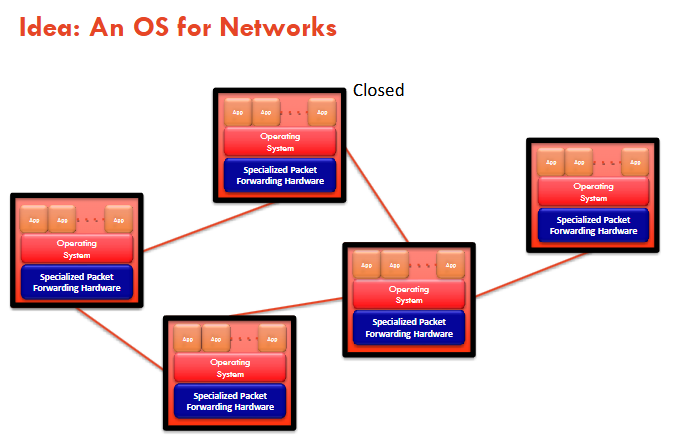 Idea: An OS for Networks
Closed
App App App
Operating
System
Specialized Packet
Forwarding Hardware
App App App
Operating
System
Specialized Packet
Forwarding Hardware
App App App
Operating
System
Specialized Packet
Forwarding Hardware
App App App
Operating
System
Specialized Packet
Forwarding Hardware
App App App
Operating
System
Specialized Packet
Forwarding Hardware